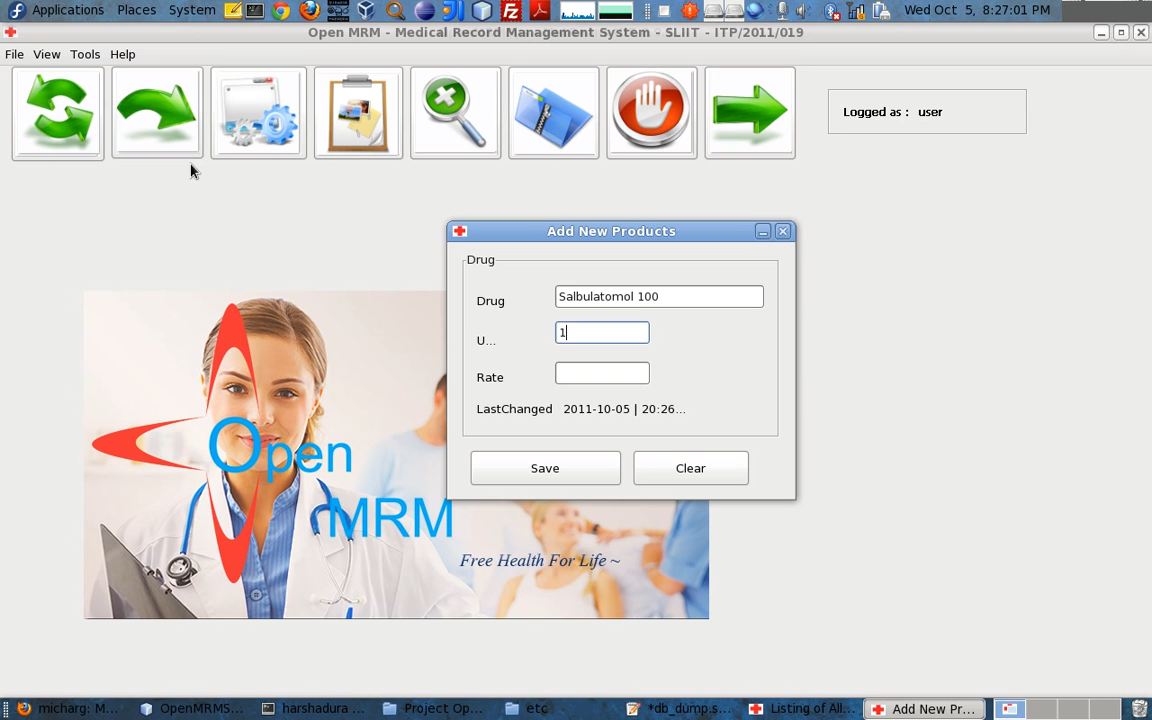 Applications Places System Wed Oct 5, 8:27:01 PM
Open MRM - Medical Record Management System - SLIIT - ITP/2011/019
File View Tools Help
Logged as : user
Add New Products
Drug
Drug Salbulatomol 100
U... 1
Rate
LastChanged 2011-10-05 | 20:26...
Save Clear
Open
MRM
Free Health For Life ~
micharg: M... OpenMRMS... harshadura ... Project Op... etc *db_dump.s... Listing of All... Add New Pr...